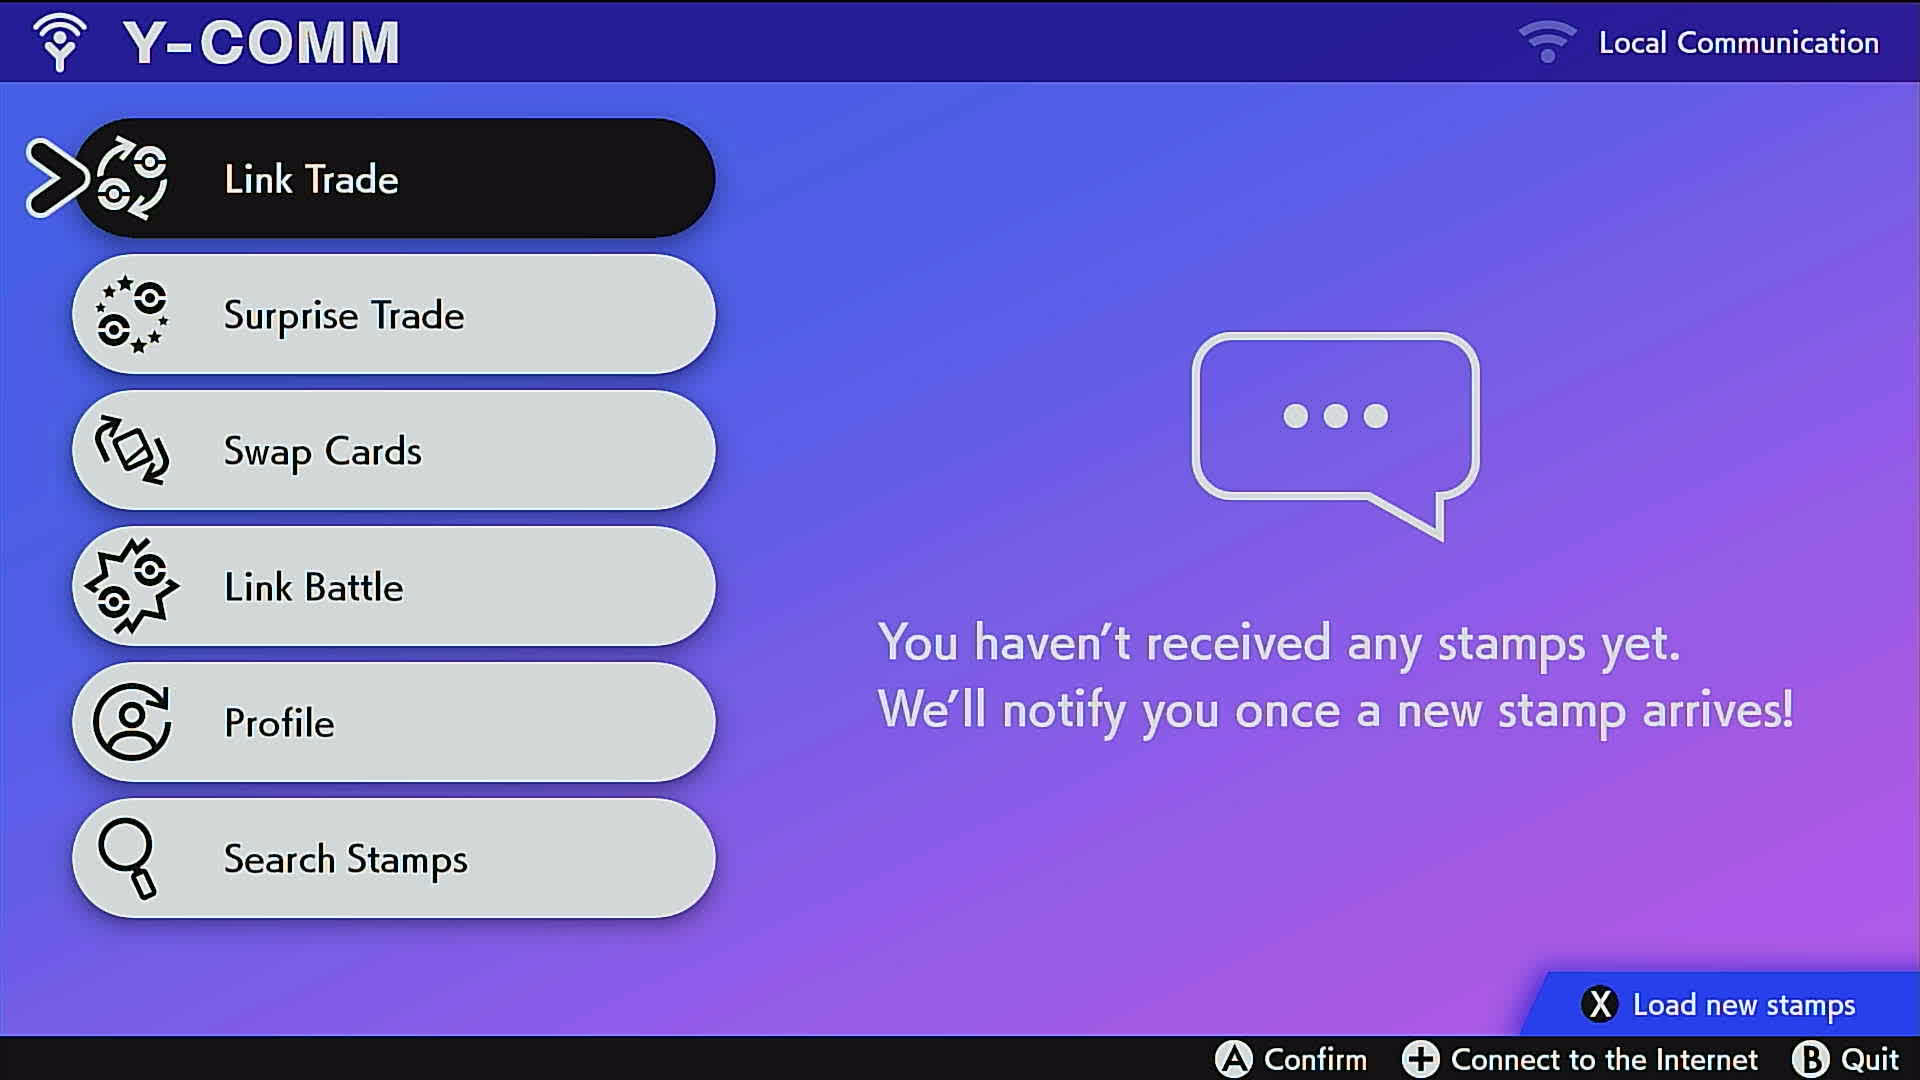 Y-COMM
Local Communication
Link Trade
Surprise Trade
Swap Cards
Link Battle
Profile
Search Stamps
You haven't received any stamps yet.
We'll notify you once a new stamp arrives!
X Load new stamps
A Confirm + Connect to the Internet B Quit